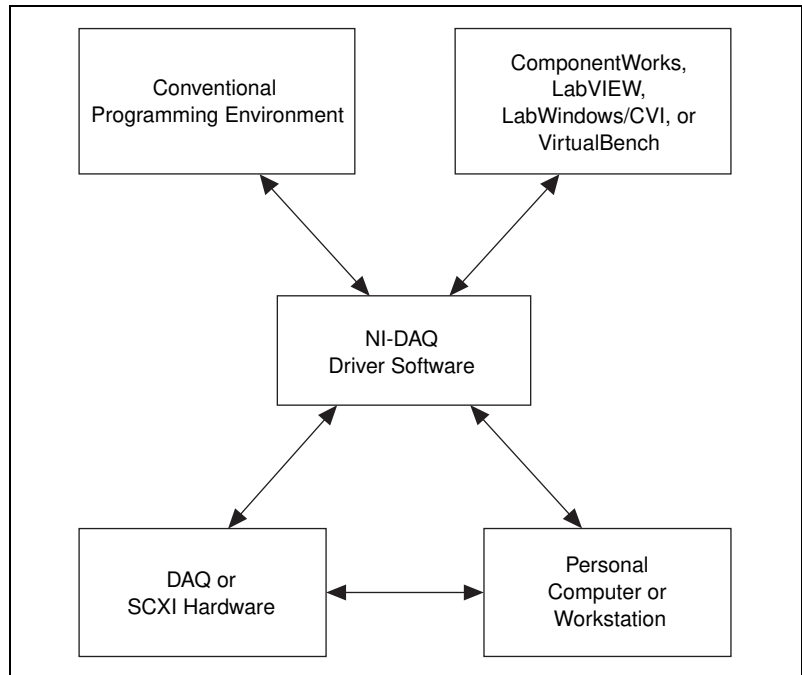 Conventional
Programming Environment
ComponentWorks,
LabVIEW,
LabWindows/CVI, or
VirtualBench
NI-DAQ
Driver Software
DAQ or
SCXI Hardware
Personal
Computer or
Workstation